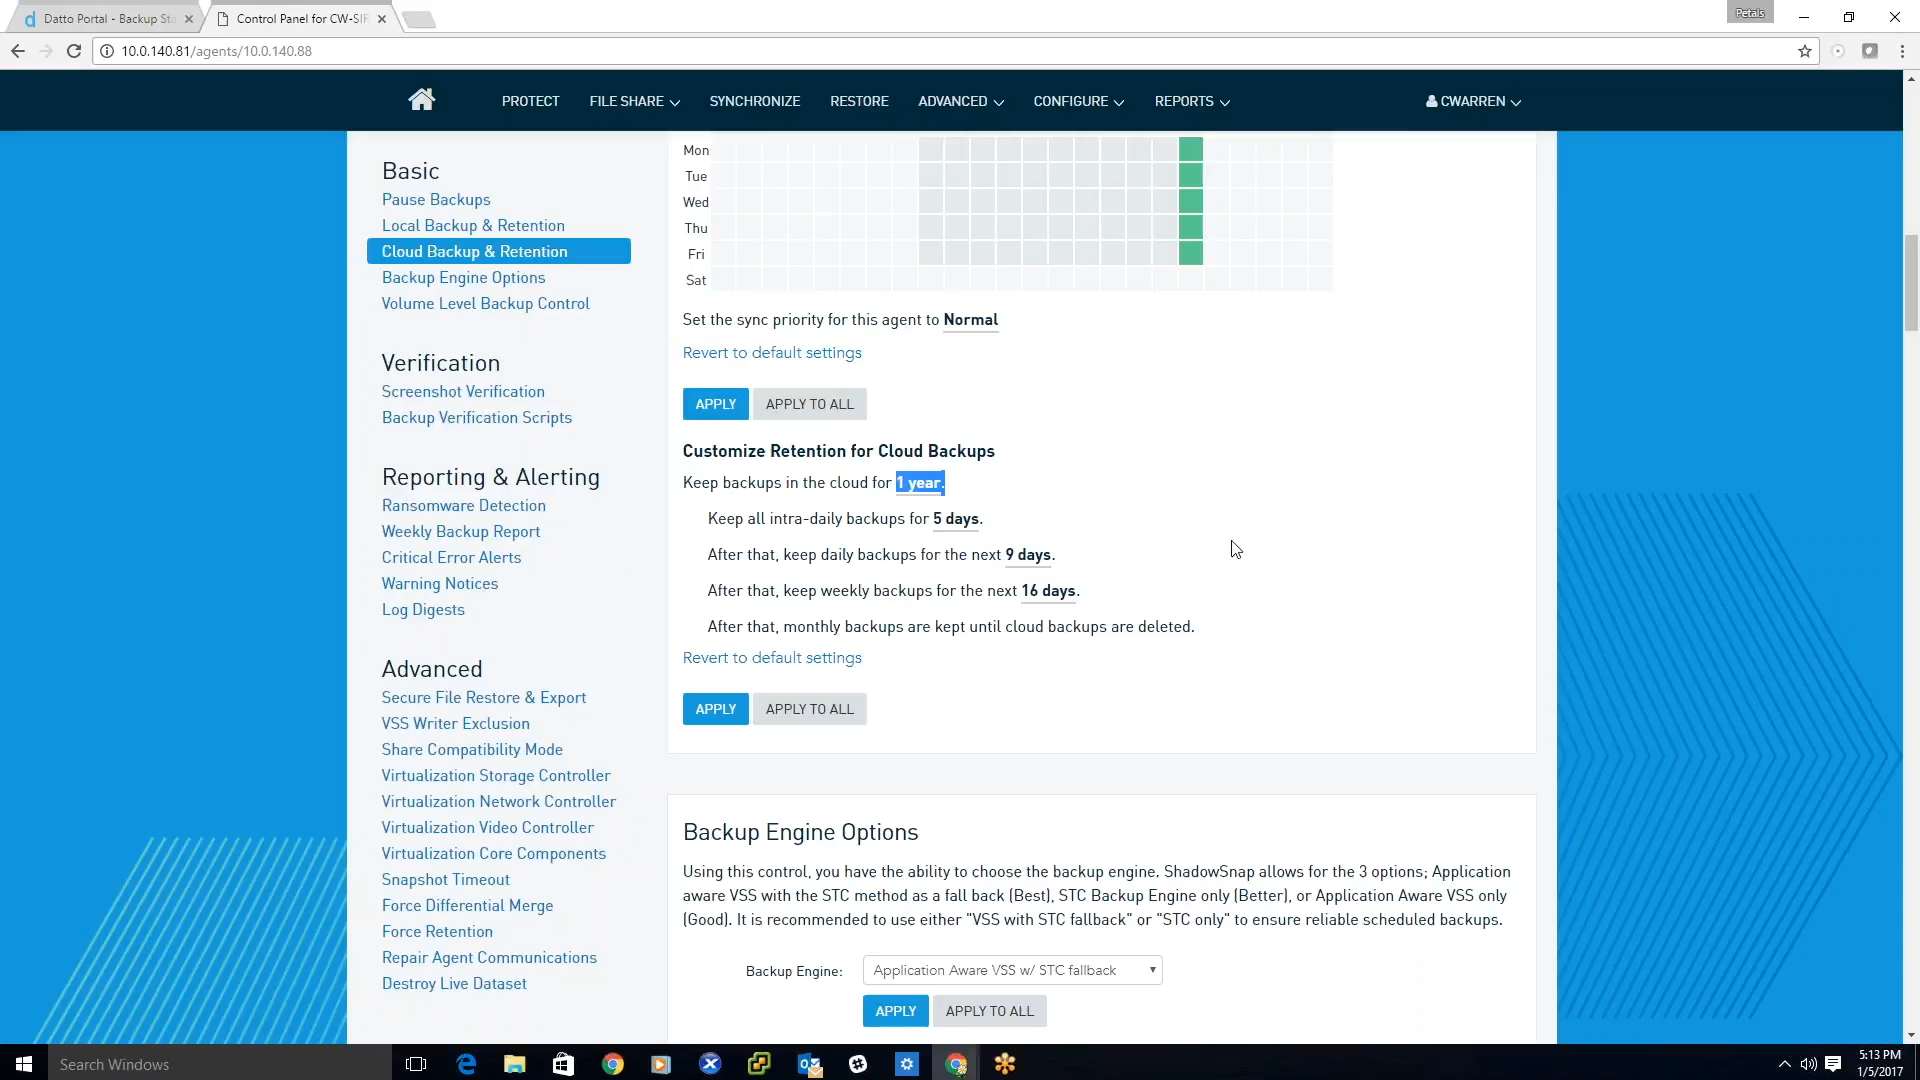 Datto Portal - Backup Sta
Control Panel for CW-SIR
Petals
10.0.140.81/agents/10.0.140.88
PROTECT
FILE SHARE
SYNCHRONIZE
RESTORE
ADVANCED
CONFIGURE
REPORTS
CWARREN
Basic
Pause Backups
Local Backup & Retention
Cloud Backup & Retention
Backup Engine Options
Volume Level Backup Control
Verification
Screenshot Verification
Backup Verification Scripts
Reporting & Alerting
Ransomware Detection
Weekly Backup Report
Critical Error Alerts
Warning Notices
Log Digests
Advanced
Secure File Restore & Export
VSS Writer Exclusion
Share Compatibility Mode
Virtualization Storage Controller
Virtualization Network Controller
Virtualization Video Controller
Virtualization Core Components
Snapshot Timeout
Force Differential Merge
Force Retention
Repair Agent Communications
Destroy Live Dataset
Mon
Tue
Wed
Thu
Fri
Sat
Set the sync priority for this agent to Normal
Revert to default settings
APPLY
APPLY TO ALL
Customize Retention for Cloud Backups
Keep backups in the cloud for 1 year.
Keep all intra-daily backups for 5 days.
After that, keep daily backups for the next 9 days.
After that, keep weekly backups for the next 16 days.
After that, monthly backups are kept until cloud backups are deleted.
Revert to default settings
APPLY
APPLY TO ALL
Backup Engine Options
Using this control, you have the ability to choose the backup engine. ShadowSnap allows for the 3 options; Application
aware VSS with the STC method as a fall back (Best), STC Backup Engine only (Better), or Application Aware VSS only
(Good). It is recommended to use either "VSS with STC fallback" or "STC only" to ensure reliable scheduled backups.
Backup Engine:
Application Aware VSS w/ STC fallback
APPLY
APPLY TO ALL
Search Windows
5:13 PM
1/5/2017